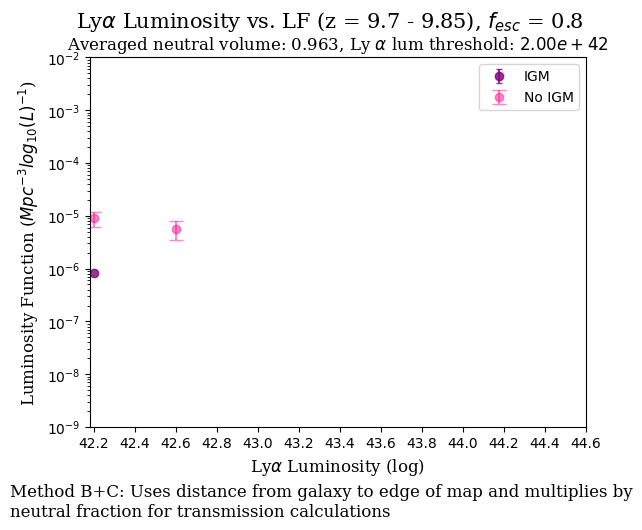 Lyα Luminosity vs. LF (z = 9.7 - 9.85), f_esc = 0.8
Averaged neutral volume: 0.963, Ly α lum threshold: 2.00e + 42
IGM
No IGM
Luminosity Function (Mpc⁻³log₁₀(L)⁻¹)
10⁻²
10⁻³
10⁻⁴
10⁻⁵
10⁻⁶
10⁻⁷
10⁻⁸
10⁻⁹
42.2 42.4 42.6 42.8 43.0 43.2 43.4 43.6 43.8 44.0 44.2 44.4 44.6
Lyα Luminosity (log)
Method B+C: Uses distance from galaxy to edge of map and multiplies by
neutral fraction for transmission calculations